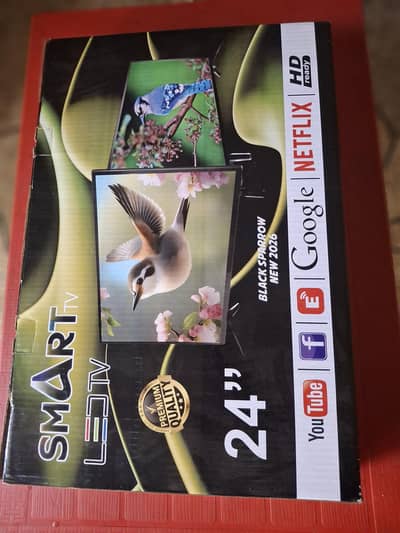 SMART TV
LED TV
PREMIUM
QUALITY
24”
BLACK SPARROW
NEW 2026
YouTube | f | E | Google | NETFLIX | HD
ready